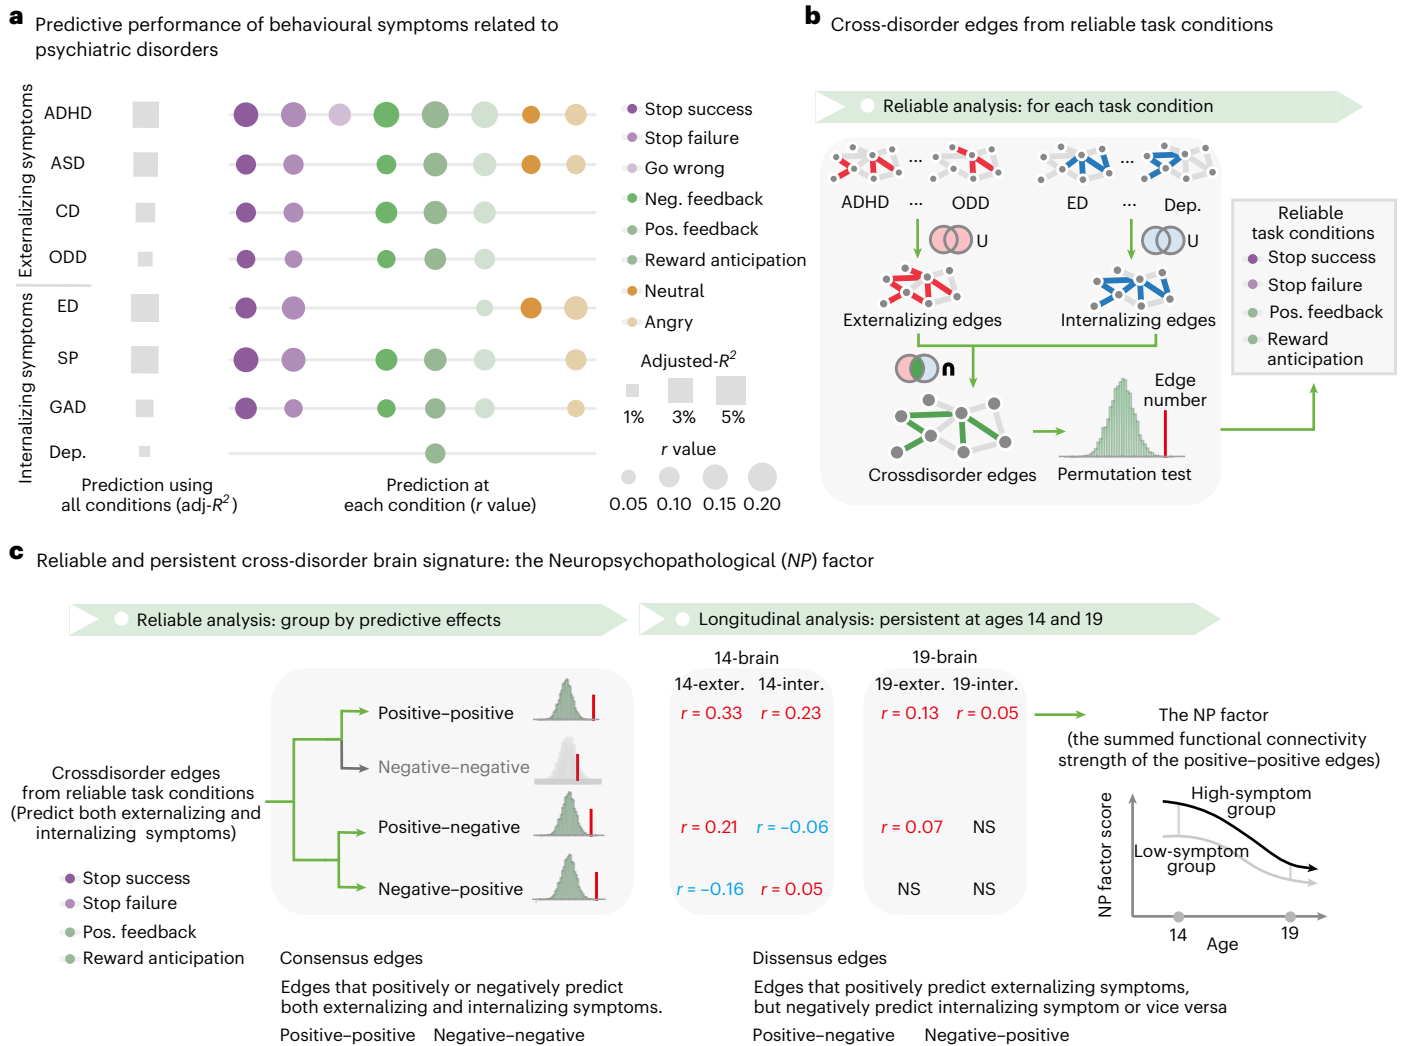 a
Predictive performance of behavioural symptoms related to
psychiatric disorders
Externalizing symptoms
Internalizing symptoms
ADHD
ASD
CD
ODD
ED
SP
GAD
Dep.
Prediction using
all conditions (adj-R²)
Prediction at
each condition (r value)
Stop success
Stop failure
Go wrong
Neg. feedback
Pos. feedback
Reward anticipation
Neutral
Angry
Adjusted-R²
1% 3% 5%
r value
0.05 0.10 0.15 0.20
b
Cross-disorder edges from reliable task conditions
Reliable analysis: for each task condition
... ...
ADHD ... ODD ED ... Dep.
U U
Externalizing edges Internalizing edges
∩
Crossdisorder edges
Edge
number
Permutation test
Reliable
task conditions
Stop success
Stop failure
Pos. feedback
Reward
anticipation
c
Reliable and persistent cross-disorder brain signature: the Neuropsychopathological (NP) factor
Reliable analysis: group by predictive effects
Longitudinal analysis: persistent at ages 14 and 19
Crossdisorder edges
from reliable task conditions
(Predict both externalizing and
internalizing symptoms)
Stop success
Stop failure
Pos. feedback
Reward anticipation
Positive–positive
Negative–negative
Positive–negative
Negative–positive
14-brain 19-brain
14-exter. 14-inter. 19-exter. 19-inter.
r = 0.33 r = 0.23 r = 0.13 r = 0.05
r = 0.21 r = –0.06 r = 0.07 NS
r = –0.16 r = 0.05 NS NS
The NP factor
(the summed functional connectivity
strength of the positive–positive edges)
NP factor score
High-symptom
group
Low-symptom
group
14 19
Age
Consensus edges
Edges that positively or negatively predict
both externalizing and internalizing symptoms.
Positive–positive Negative–negative
Dissensus edges
Edges that positively predict externalizing symptoms,
but negatively predict internalizing symptom or vice versa
Positive–negative Negative–positive